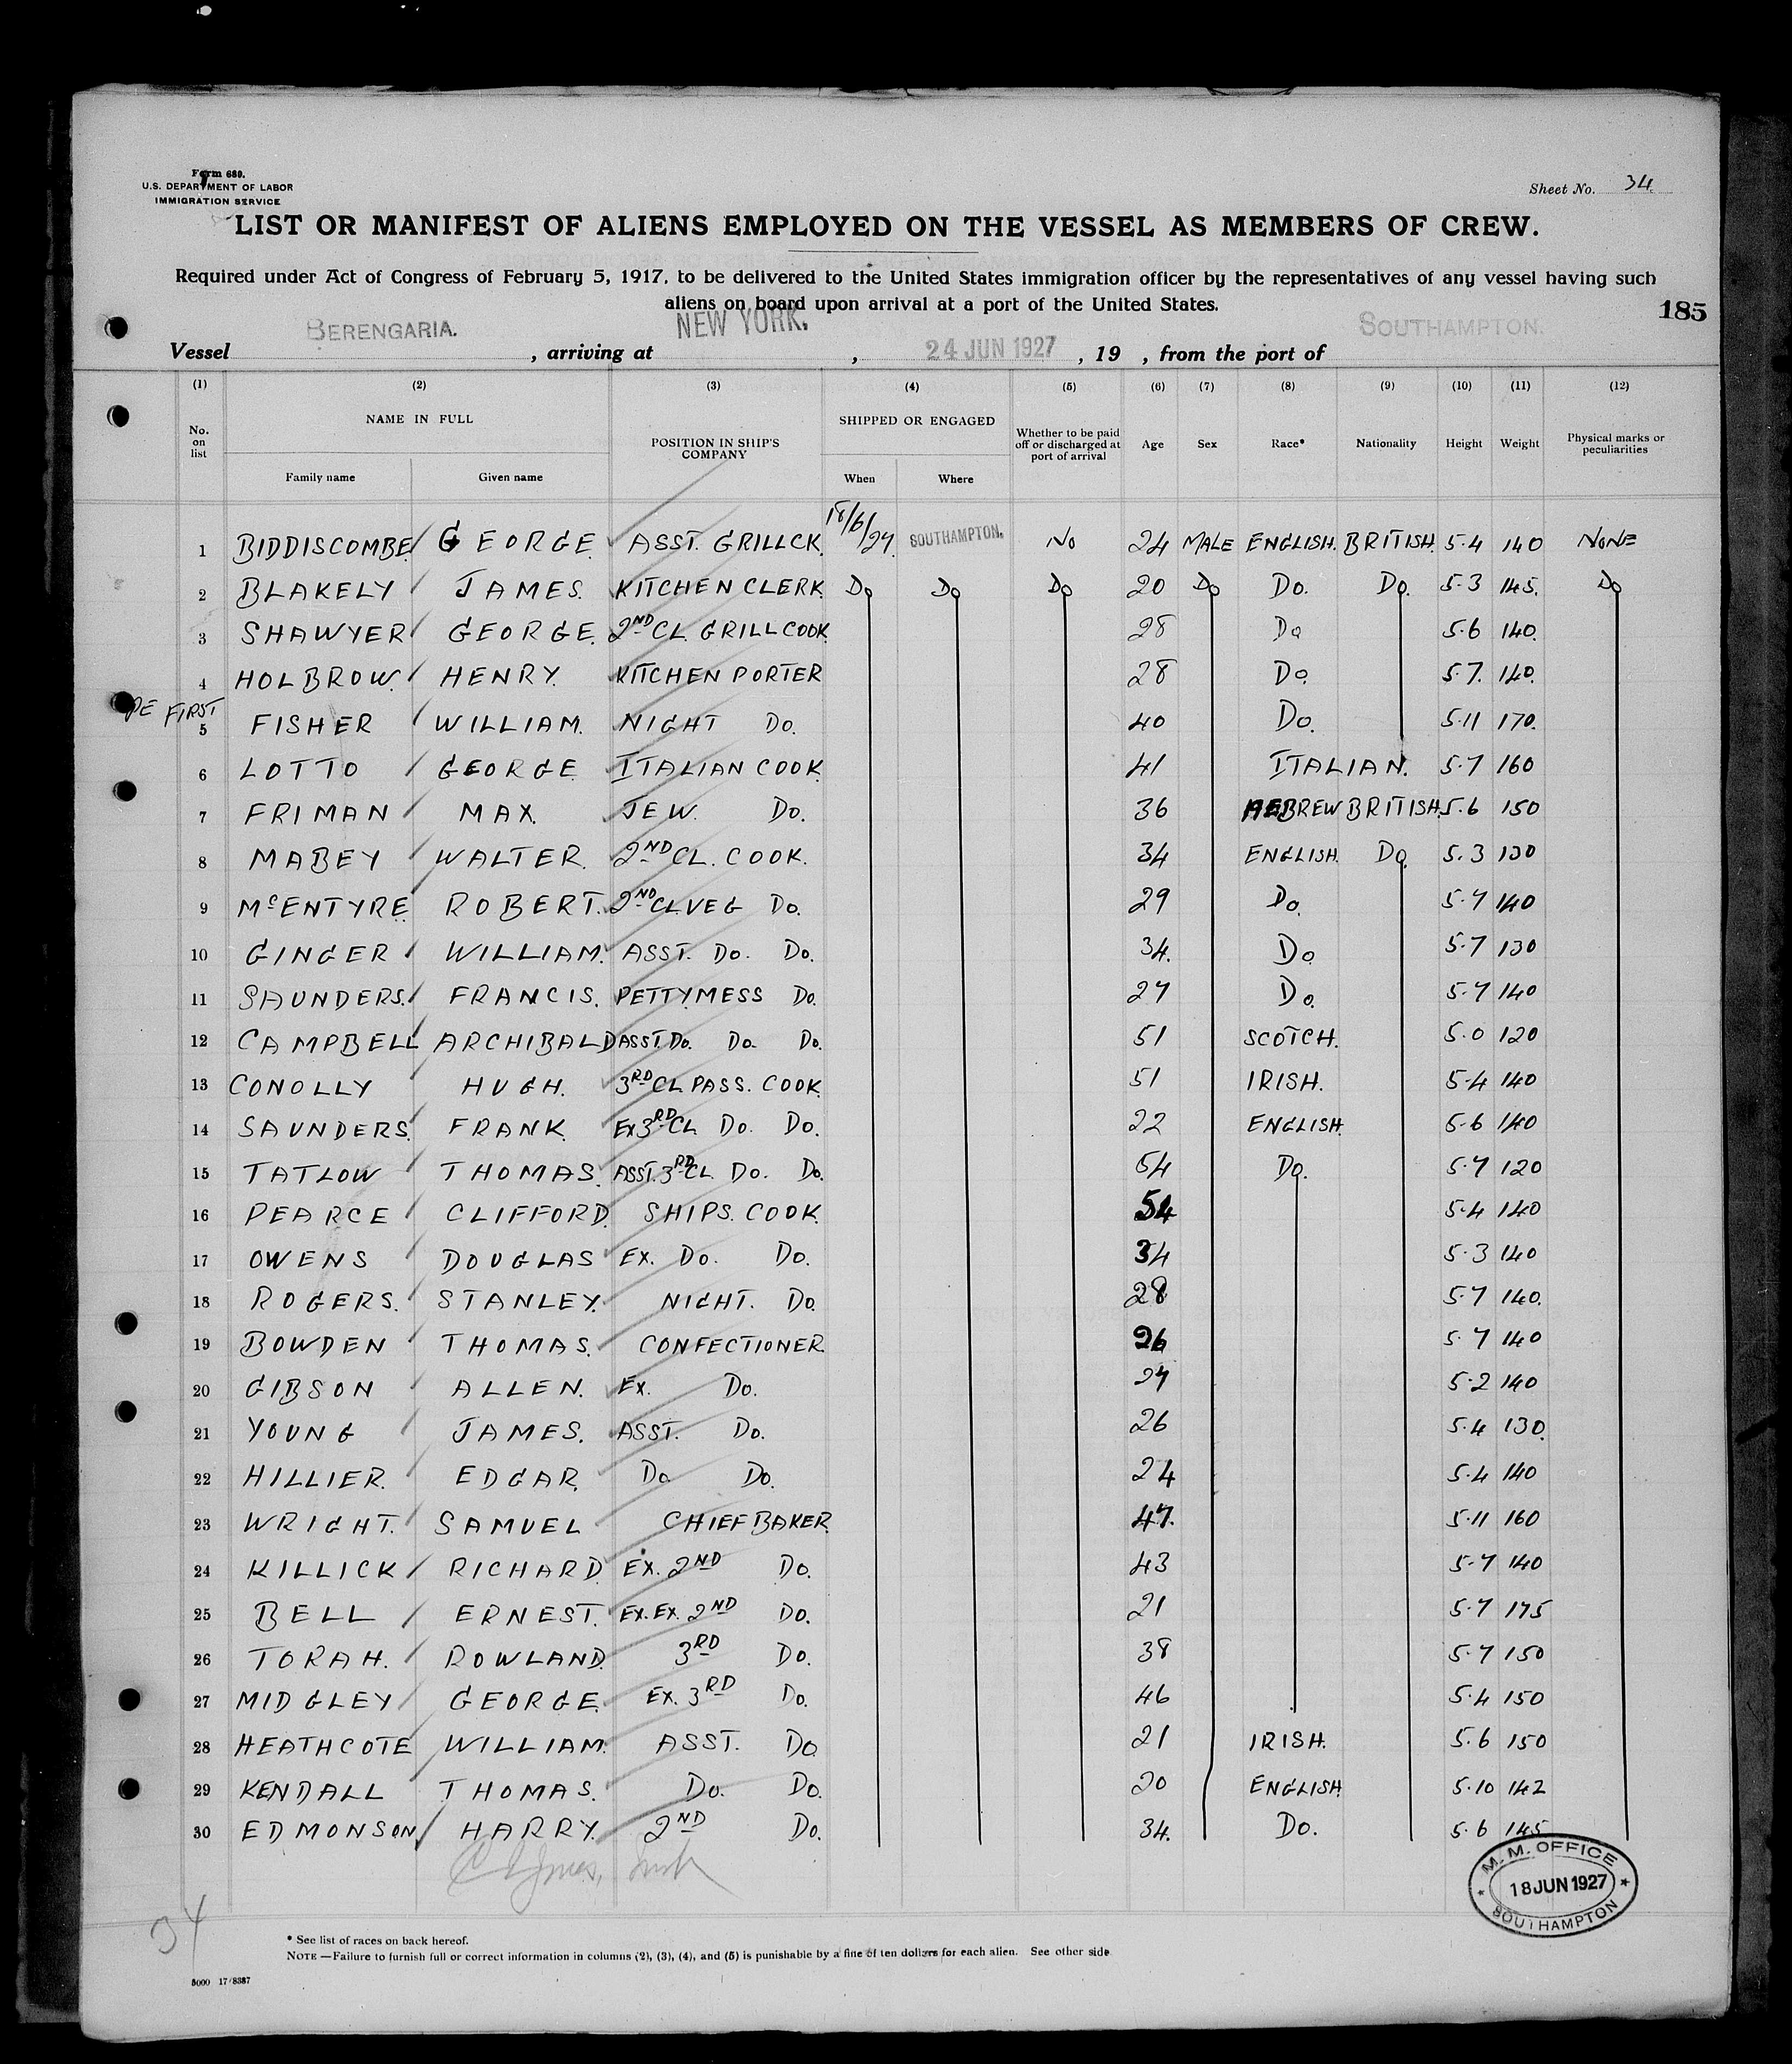 Form 680.
U.S. DEPARTMENT OF LABOR
IMMIGRATION SERVICE
Sheet No. 34
LIST OR MANIFEST OF ALIENS EMPLOYED ON THE VESSEL AS MEMBERS OF CREW.
Required under Act of Congress of February 5, 1917, to be delivered to the United States immigration officer by the representatives of any vessel having such
aliens on board upon arrival at a port of the United States.
185
Vessel BERENGARIA. , arriving at NEW YORK. , 24 JUN 1927 , 19 , from the port of SOUTHAMPTON.
(1) (2) (3) (4) (5) (6) (7) (8) (9) (10) (11) (12)
No. on list NAME IN FULL Family name Given name POSITION IN SHIP'S COMPANY SHIPPED OR ENGAGED When Where Whether to be paid off or discharged at port of arrival Age Sex Race* Nationality Height Weight Physical marks or peculiarities
1 BIDDISCOMBE GEORGE ASST. GRILLCK. 18/6/27. SOUTHAMPTON. NO 24 MALE ENGLISH. BRITISH. 5.4 140 NONE
2 BLAKELY JAMES. KITCHEN CLERK. Do Do Do 20 Do Do. Do. 5.3 145. Do
3 SHAWYER GEORGE. 2ND CL. GRILL COOK. 28 Do 5.6 140.
4 HOLBROW. HENRY. KITCHEN PORTER 28 Do. 5.7. 140.
FIRST
5 FISHER WILLIAM. NIGHT Do. 40 Do. 5.11 170.
6 LOTTO GEORGE ITALIAN COOK. 41 ITALIAN. 5.7 160
7 FRIMAN MAX. JEW. Do. 36 HEBREW BRITISH. 5.6 150
8 MABEY WALTER. 2ND CL. COOK. 34 ENGLISH. Do. 5.3 130
9 McENTYRE. ROBERT. 2ND CL VEG Do. 29 Do. 5.7 140
10 GINGER WILLIAM. ASST. Do. Do. 34. Do 5.7 130
11 SAUNDERS. FRANCIS. PETTY MESS Do. 27 Do. 5.7 140
12 CAMPBELL ARCHIBALD ASST. Do. Do. Do. 51 SCOTCH. 5.0 120
13 CONOLLY HUGH. 3RD CL PASS. COOK. 51 IRISH. 5.4 140
14 SAUNDERS. FRANK. Ex 3RD CL Do. Do. 22 ENGLISH. 5.6 140
15 TATLOW THOMAS. ASST. 3RD CL. Do. Do. 54 Do. 5.7 120
16 PEARCE CLIFFORD. SHIPS. COOK. 54 5.4 140
17 OWENS DOUGLAS EX. Do. Do. 34 5.3 140
18 ROGERS. STANLEY. NIGHT. Do. 28 5.7 140.
19 BOWDEN THOMAS. CONFECTIONER. 26 5.7 140
20 GIBSON ALLEN. EX. Do. 27 5.2 140
21 YOUNG JAMES. ASST. Do. 26 5.4 130.
22 HILLIER. EDGAR. Do Do. 24 5.4 140
23 WRIGHT. SAMUEL CHIEF BAKER. 47. 5.11 160
24 KILLICK RICHARD. EX. 2ND Do. 43 5.7 140
25 BELL ERNEST. EX. EX. 2ND Do. 21 5.7 175
26 TORAH. ROWLAND. 3RD Do. 38 5.7 150
27 MIDGLEY GEORGE. EX. 3RD Do. 46 5.4 150
28 HEATHCOTE WILLIAM. ASST. Do 21 IRISH. 5.6 150
29 KENDALL THOMAS. Do. Do. 20 ENGLISH. 5.10 142
30 EDMONSON HARRY. 2ND Do. 34. Do. 5.6 145
M. M. OFFICE
18 JUN 1927
SOUTHAMPTON
34
* See list of races on back hereof.
NOTE —Failure to furnish full or correct information in columns (2), (3), (4), and (5) is punishable by a fine of ten dollars for each alien. See other side
5000 17/8387